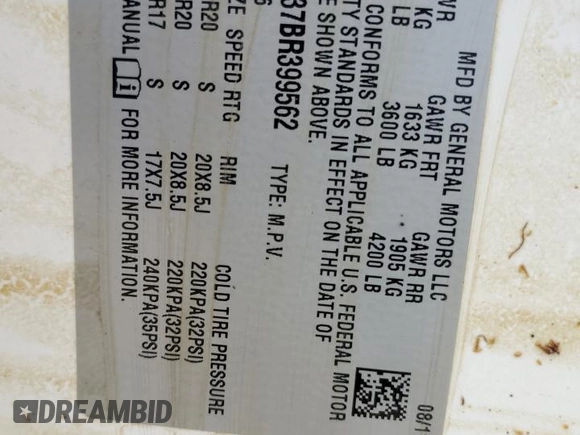 MFD BY GENERAL MOTORS LLC 08/1
GAWR FRT GAWR RR
KG 1633 KG 1905 KG
LB 3600 LB 4200 LB
CONFORMS TO ALL APPLICABLE U.S. FEDERAL MOTOR
TY STANDARDS IN EFFECT ON THE DATE OF
E SHOWN ABOVE.
37BR399562 TYPE: M.P.V.
ZE SPEED RTG RIM COLD TIRE PRESSURE
R20 S 20X8.5J 220KPA(32PSI)
R20 S 20X8.5J 220KPA(32PSI)
R17 S 17X7.5J 240KPA(35PSI)
MANUAL FOR MORE INFORMATION.
DREAMBID